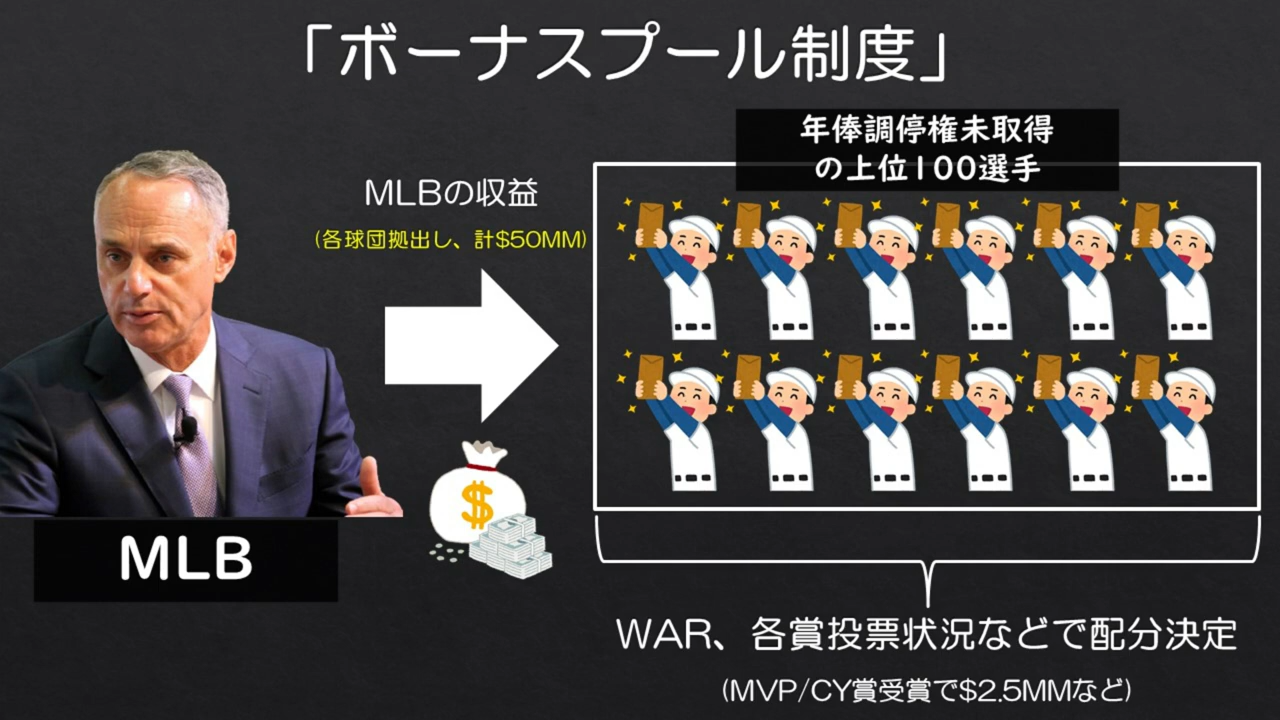 「ボーナスプール制度」
年俸調停権未取得
の上位100選手
MLBの収益
(各球団拠出し、計$50MM)
$
MLB
WAR、各賞投票状況などで配分決定
(MVP/CY賞受賞で$2.5MMなど)